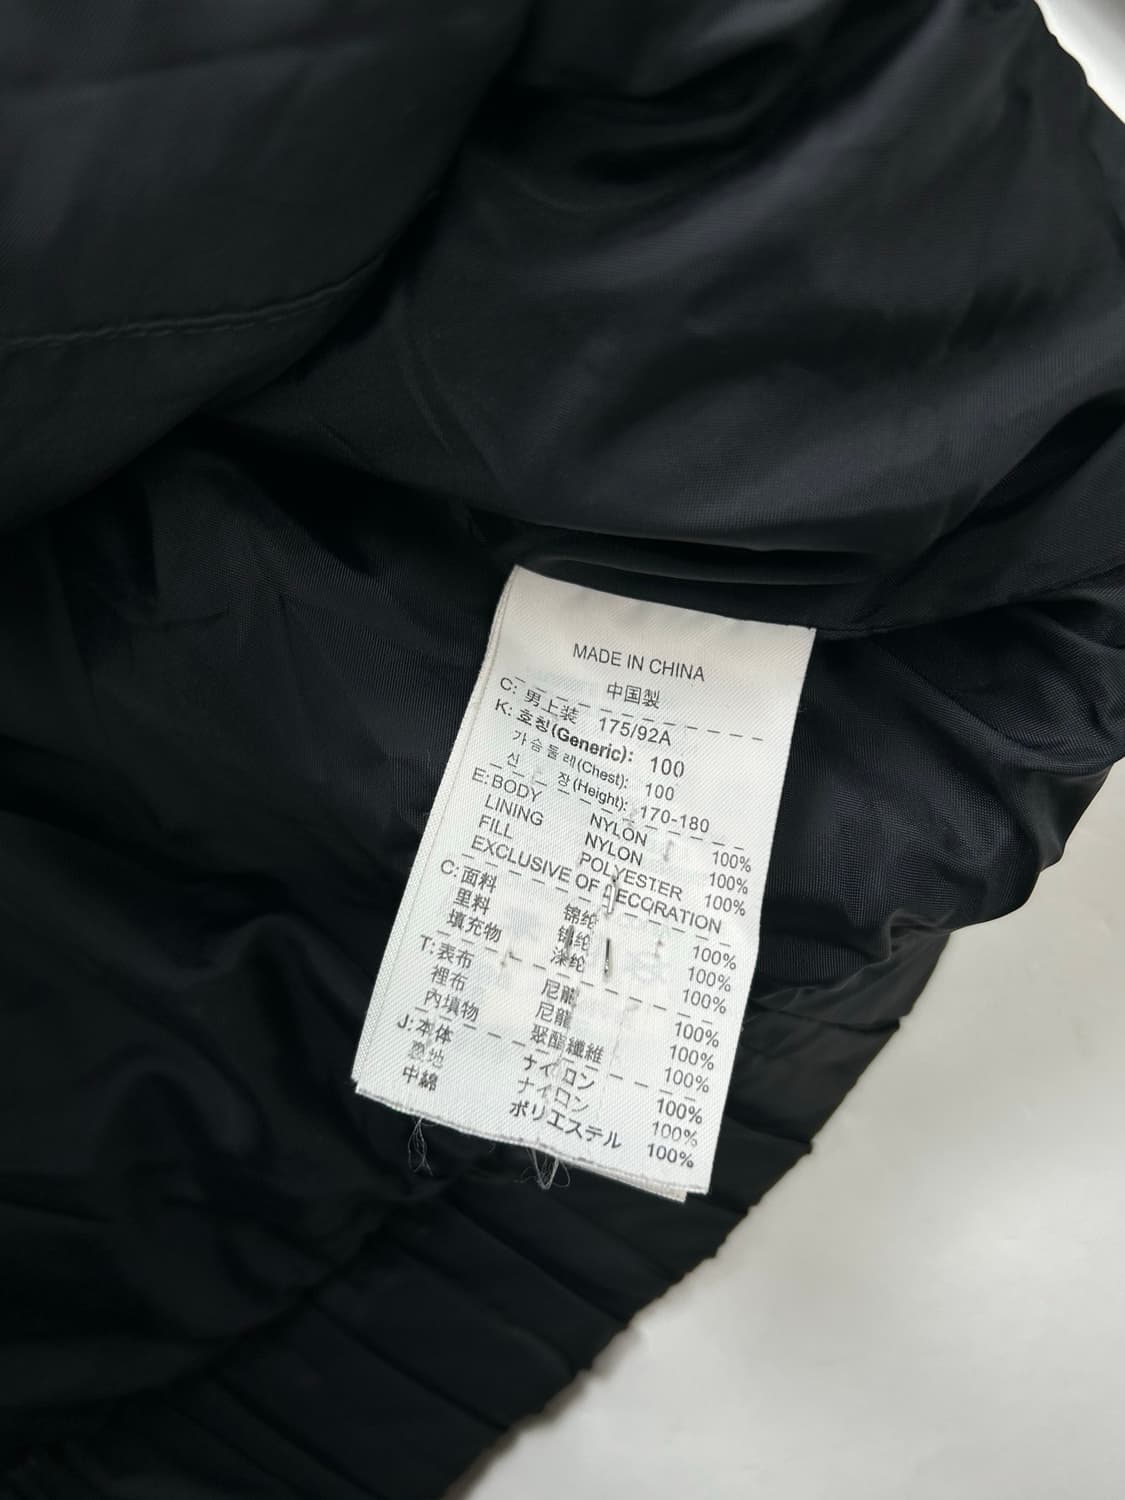 MADE IN CHINA
中国製
C: 男上装 175/92A
K: 호칭(Generic): 100
가슴둘레(Chest): 100
신 장(Height): 170-180
E: BODY NYLON 100%
LINING NYLON 100%
FILL POLYESTER 100%
EXCLUSIVE OF DECORATION
C: 面料 锦纶 100%
里料 锦纶 100%
填充物 涤纶 100%
T: 表布 尼龍 100%
裡布 尼龍 100%
內填物 聚酯纖維 100%
J: 本体 ナイロン 100%
裏地 ナイロン 100%
中綿 ポリエステル 100%